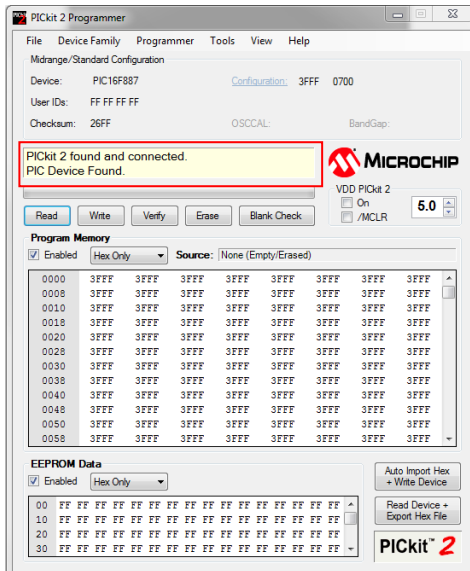 PICkit 2 Programmer
File Device Family Programmer Tools View Help
Midrange/Standard Configuration
Device: PIC16F887 Configuration: 3FFF 0700
User IDs: FF FF FF FF
Checksum: 26FF OSCCAL: BandGap:
PICkit 2 found and connected.
PIC Device Found.
MICROCHIP
VDD PICkit 2
On
/MCLR
5.0
Read Write Verify Erase Blank Check
Program Memory
Enabled Hex Only Source: None (Empty/Erased)
0000 3FFF 3FFF 3FFF 3FFF 3FFF 3FFF 3FFF 3FFF
0008 3FFF 3FFF 3FFF 3FFF 3FFF 3FFF 3FFF 3FFF
0010 3FFF 3FFF 3FFF 3FFF 3FFF 3FFF 3FFF 3FFF
0018 3FFF 3FFF 3FFF 3FFF 3FFF 3FFF 3FFF 3FFF
0020 3FFF 3FFF 3FFF 3FFF 3FFF 3FFF 3FFF 3FFF
0028 3FFF 3FFF 3FFF 3FFF 3FFF 3FFF 3FFF 3FFF
0030 3FFF 3FFF 3FFF 3FFF 3FFF 3FFF 3FFF 3FFF
0038 3FFF 3FFF 3FFF 3FFF 3FFF 3FFF 3FFF 3FFF
0040 3FFF 3FFF 3FFF 3FFF 3FFF 3FFF 3FFF 3FFF
0048 3FFF 3FFF 3FFF 3FFF 3FFF 3FFF 3FFF 3FFF
0050 3FFF 3FFF 3FFF 3FFF 3FFF 3FFF 3FFF 3FFF
0058 3FFF 3FFF 3FFF 3FFF 3FFF 3FFF 3FFF 3FFF
EEPROM Data
Enabled Hex Only
Auto Import Hex
+ Write Device
00 FF FF FF FF FF FF FF FF FF FF FF FF FF FF FF FF
10 FF FF FF FF FF FF FF FF FF FF FF FF FF FF FF FF
20 FF FF FF FF FF FF FF FF FF FF FF FF FF FF FF FF
30 FF FF FF FF FF FF FF FF FF FF FF FF FF FF FF FF
Read Device +
Export Hex File
PICkit™ 2